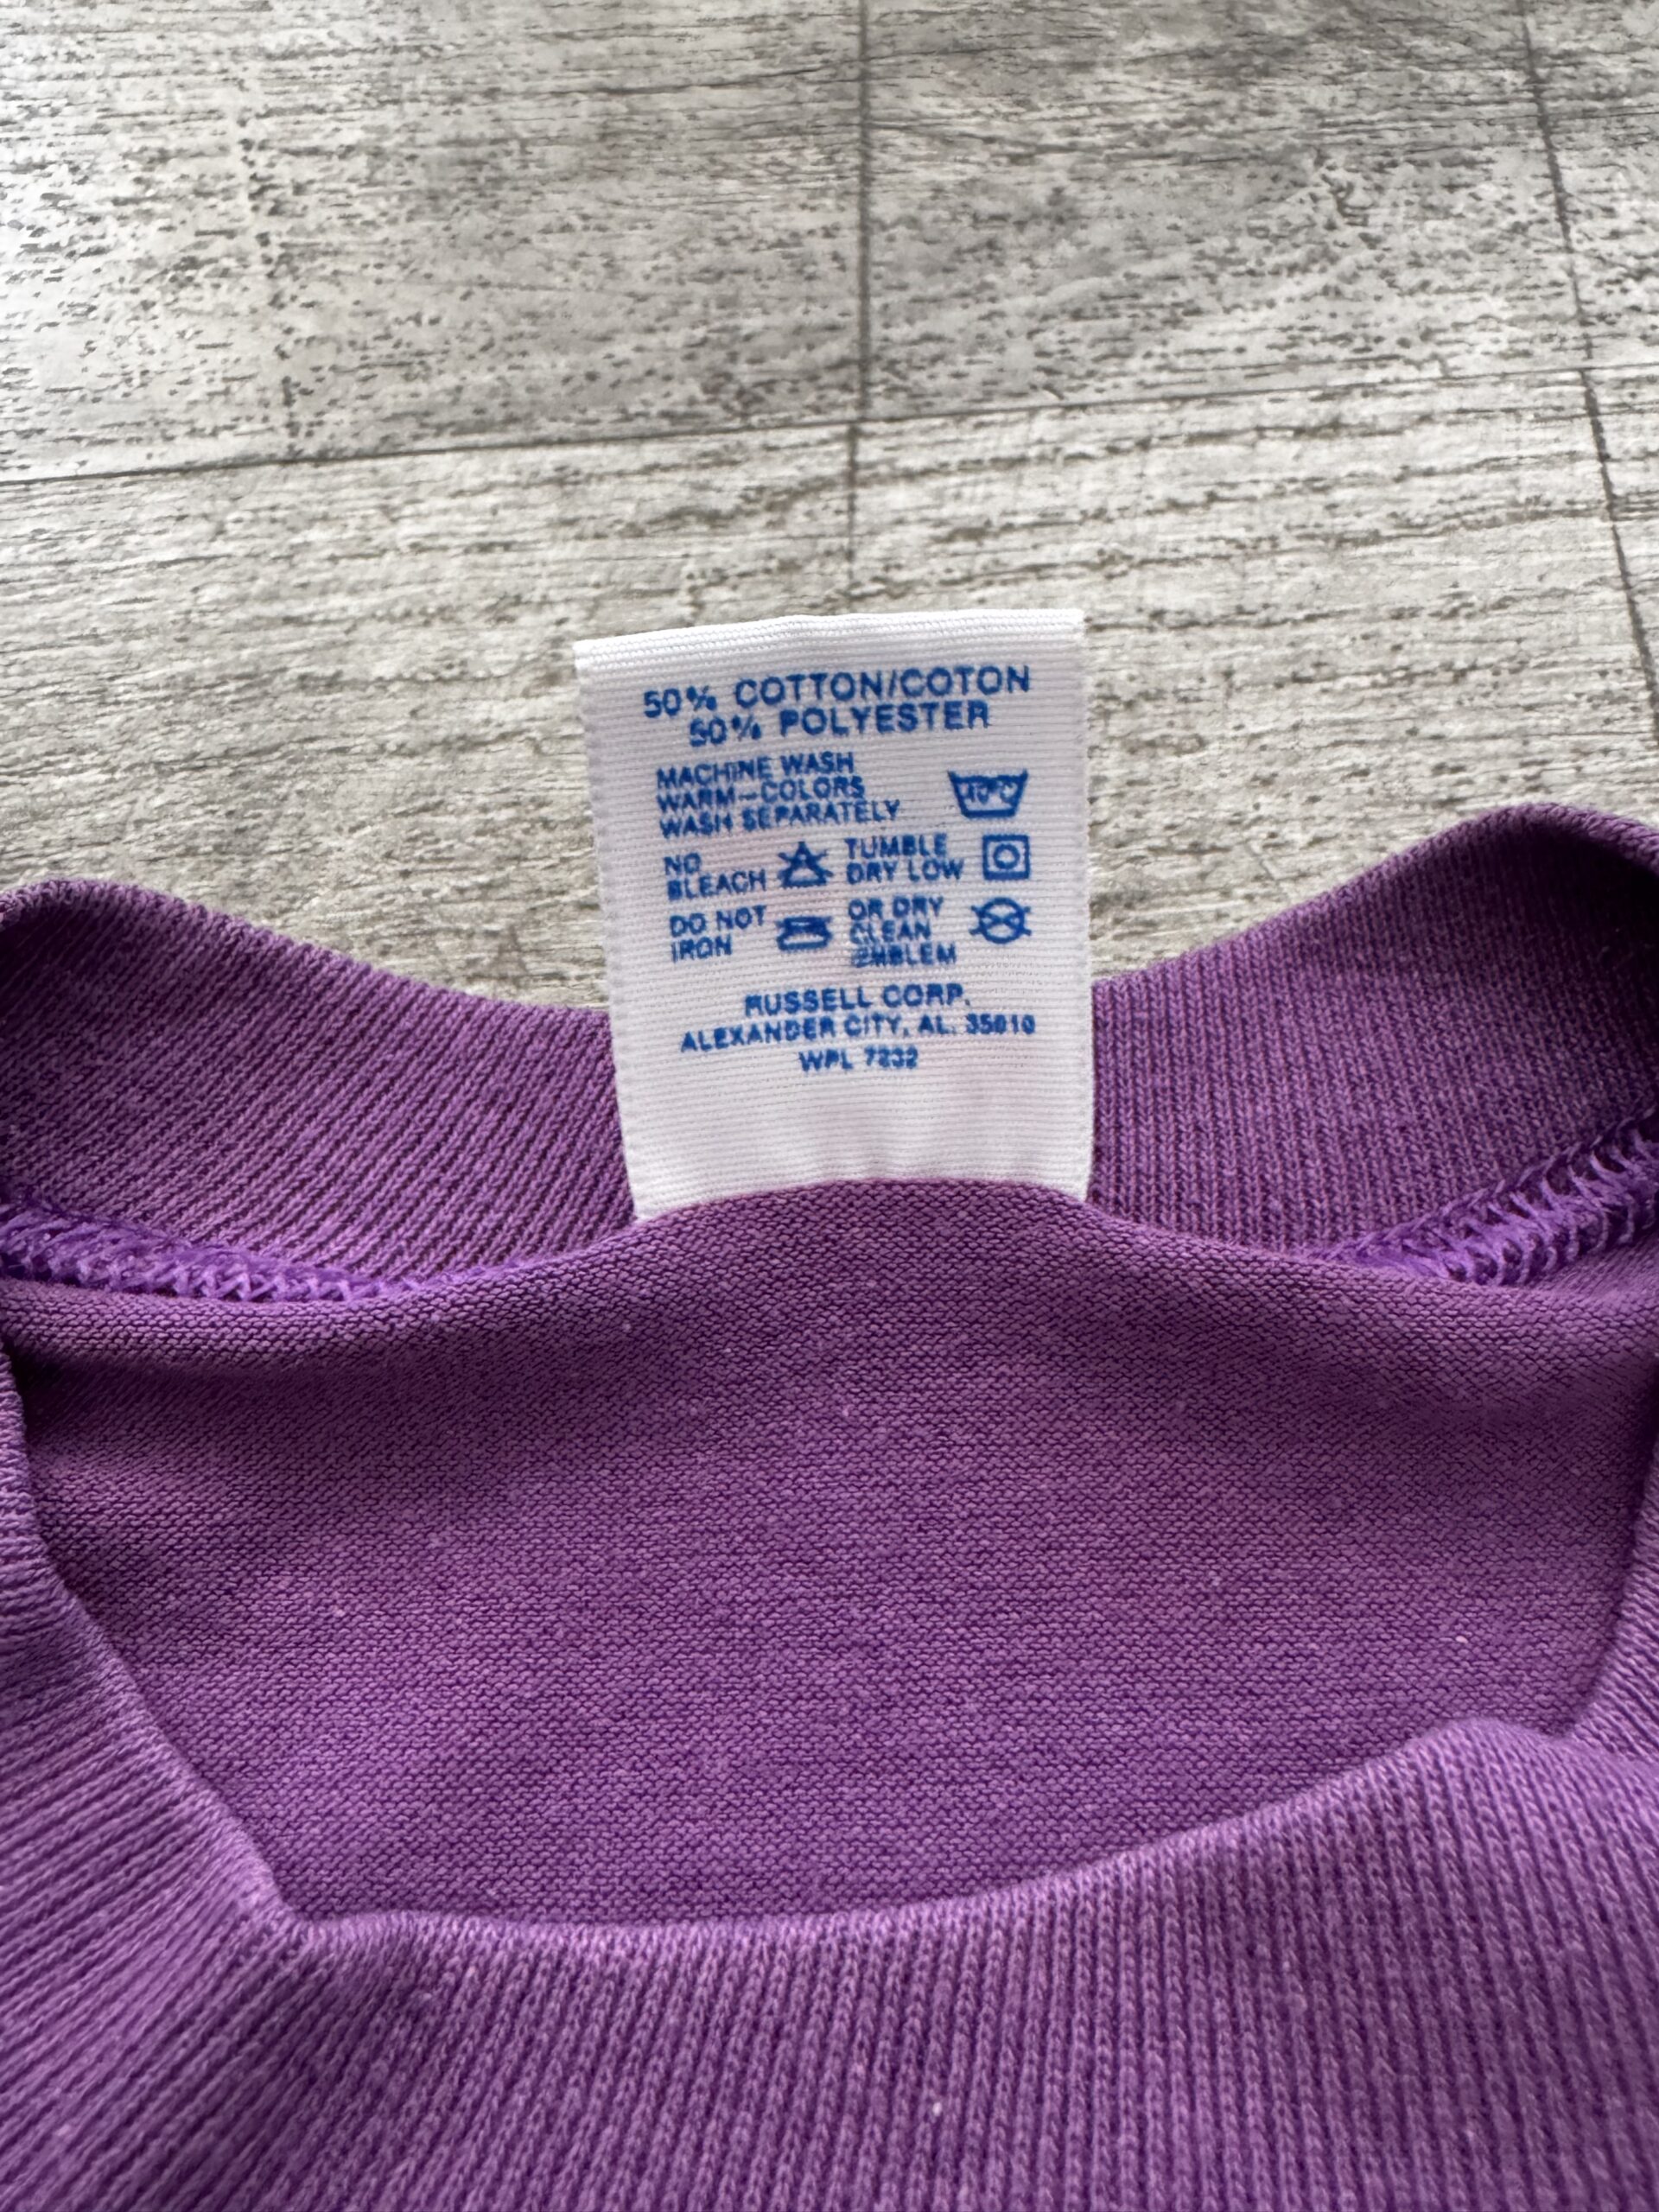 50% COTTON/COTON
50% POLYESTER
MACHINE WASH
WARM-COLORS
WASH SEPARATELY
40°C
NO
BLEACH
TUMBLE
DRY LOW
DO NOT
IRON
OR DRY
CLEAN
EMBLEM
RUSSELL CORP.
ALEXANDER CITY, AL. 35010
WPL 7232